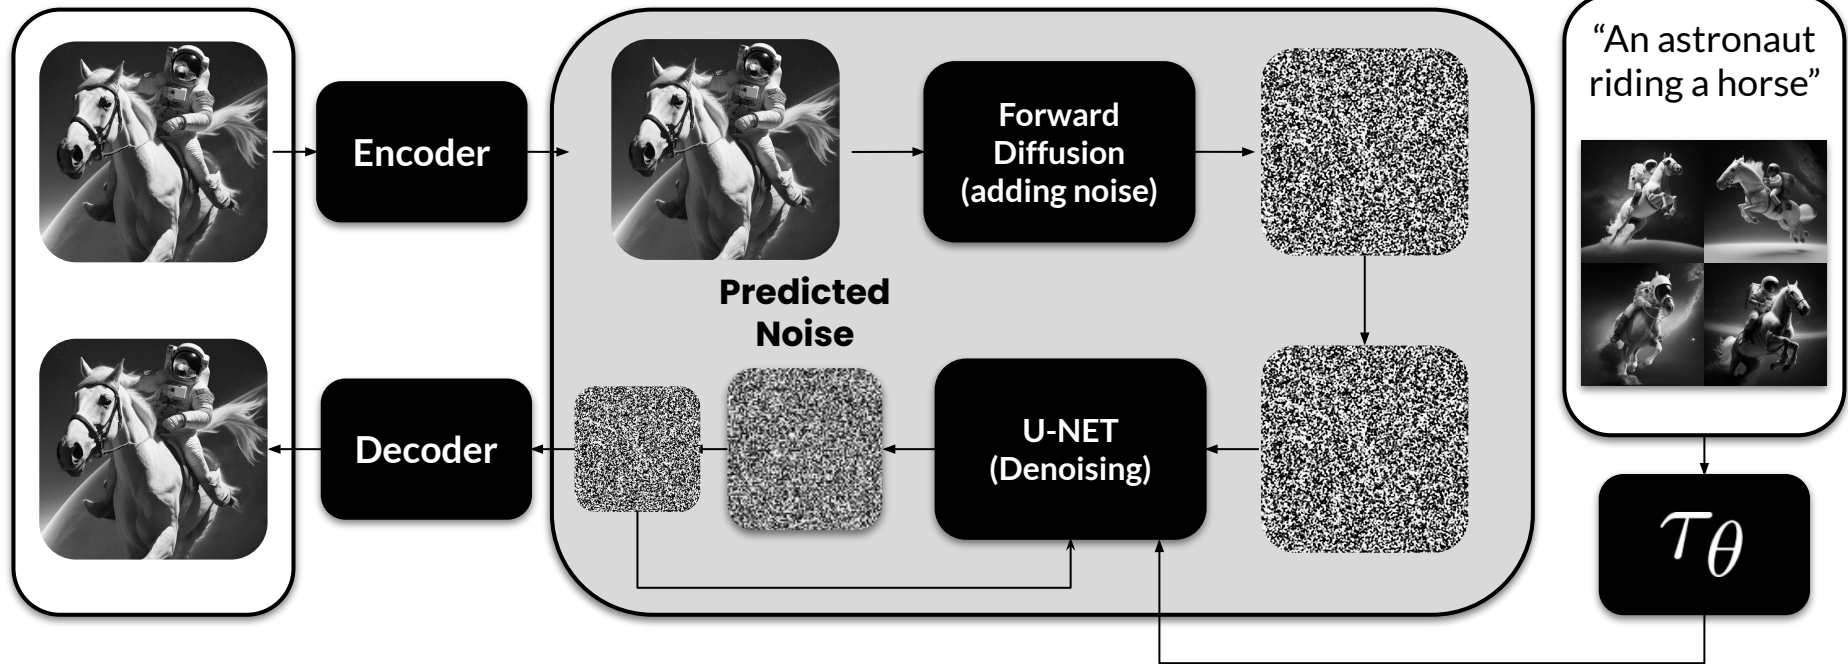 Encoder
Forward
Diffusion
(adding noise)
“An astronaut
riding a horse”
Predicted
Noise
Decoder
U-NET
(Denoising)
τθ